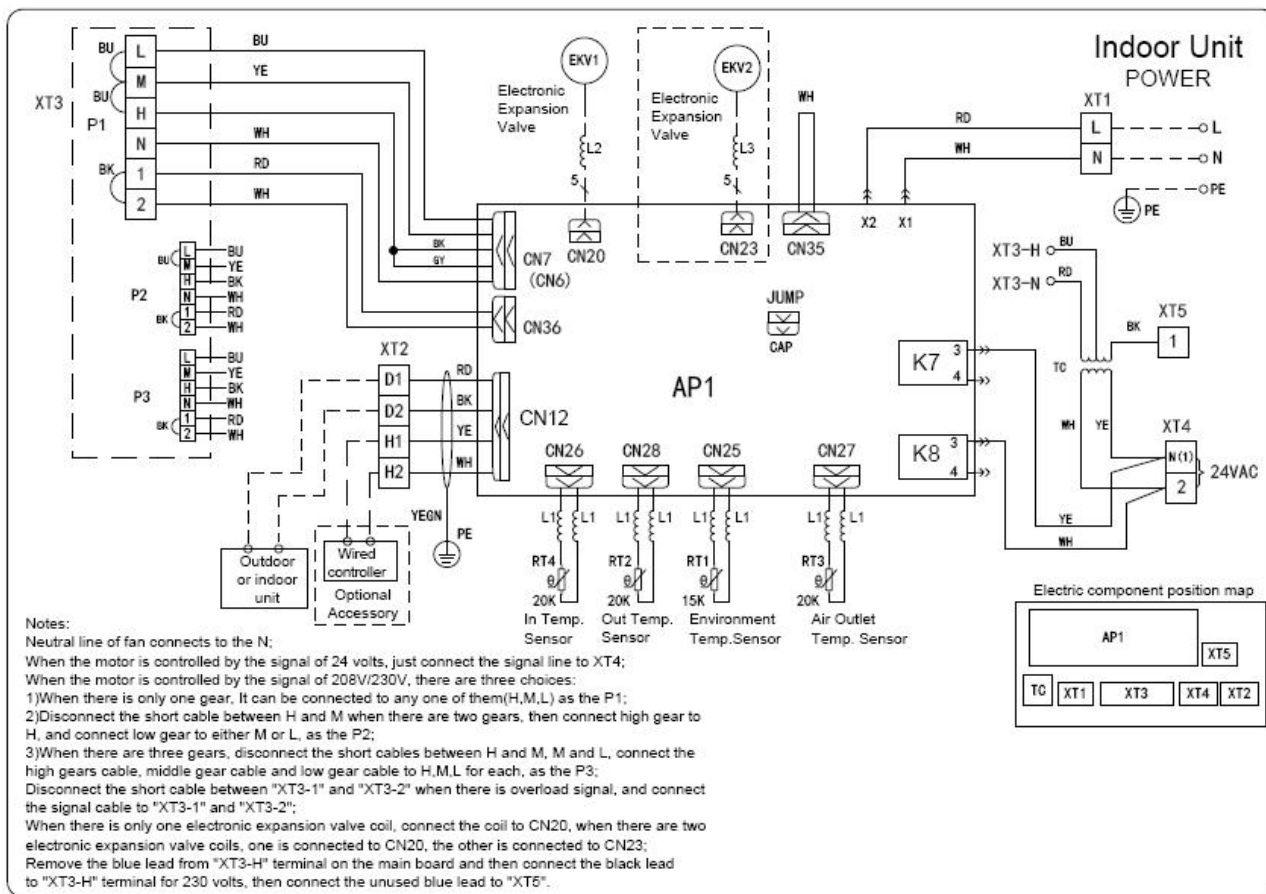 Indoor Unit
POWER
XT3
P1
BU
BU
BK
L
M
H
N
1
2
BU
YE
WH
RD
WH
BK
GY
CN7
(CN6)
CN36
EKV1
Electronic
Expansion
Valve
L2
5
CN20
EKV2
Electronic
Expansion
Valve
L3
5
CN23
WH
CN35
RD
WH
X2
X1
XT1
L
N
L
N
PE
PE
P2
BU
BK
L
M
H
N
1
2
BU
YE
BK
WH
RD
WH
P3
BK
L
M
H
N
1
2
BU
YE
BK
WH
RD
WH
XT2
D1
D2
H1
H2
RD
BK
YE
WH
CN12
YEGN
PE
Outdoor
or indoor
unit
Wired
controller
Optional
Accessory
JUMP
CAP
AP1
K7
3
4
K8
3
4
XT3-H
BU
XT3-N
RD
TC
BK
XT5
1
WH
YE
XT4
N(1)
2
24VAC
YE
WH
CN26
CN28
CN25
CN27
L1
L1
L1
L1
L1
L1
L1
L1
RT4
θ
20K
In Temp.
Sensor
RT2
θ
20K
Out Temp.
Sensor
RT1
θ
15K
Environment
Temp.Sensor
RT3
θ
20K
Air Outlet
Temp. Sensor
Electric component position map
AP1
XT5
TC
XT1
XT3
XT4
XT2
Notes:
Neutral line of fan connects to the N;
When the motor is controlled by the signal of 24 volts, just connect the signal line to XT4;
When the motor is controlled by the signal of 208V/230V, there are three choices:
1)When there is only one gear, It can be connected to any one of them(H,M,L) as the P1;
2)Disconnect the short cable between H and M when there are two gears, then connect high gear to
H, and connect low gear to either M or L, as the P2;
3)When there are three gears, disconnect the short cables between H and M, M and L, connect the
high gears cable, middle gear cable and low gear cable to H,M,L for each, as the P3;
Disconnect the short cable between "XT3-1" and "XT3-2" when there is overload signal, and connect
the signal cable to "XT3-1" and "XT3-2";
When there is only one electronic expansion valve coil, connect the coil to CN20, when there are two
electronic expansion valve coils, one is connected to CN20, the other is connected to CN23;
Remove the blue lead from "XT3-H" terminal on the main board and then connect the black lead
to "XT3-H" terminal for 230 volts, then connect the unused blue lead to "XT5".